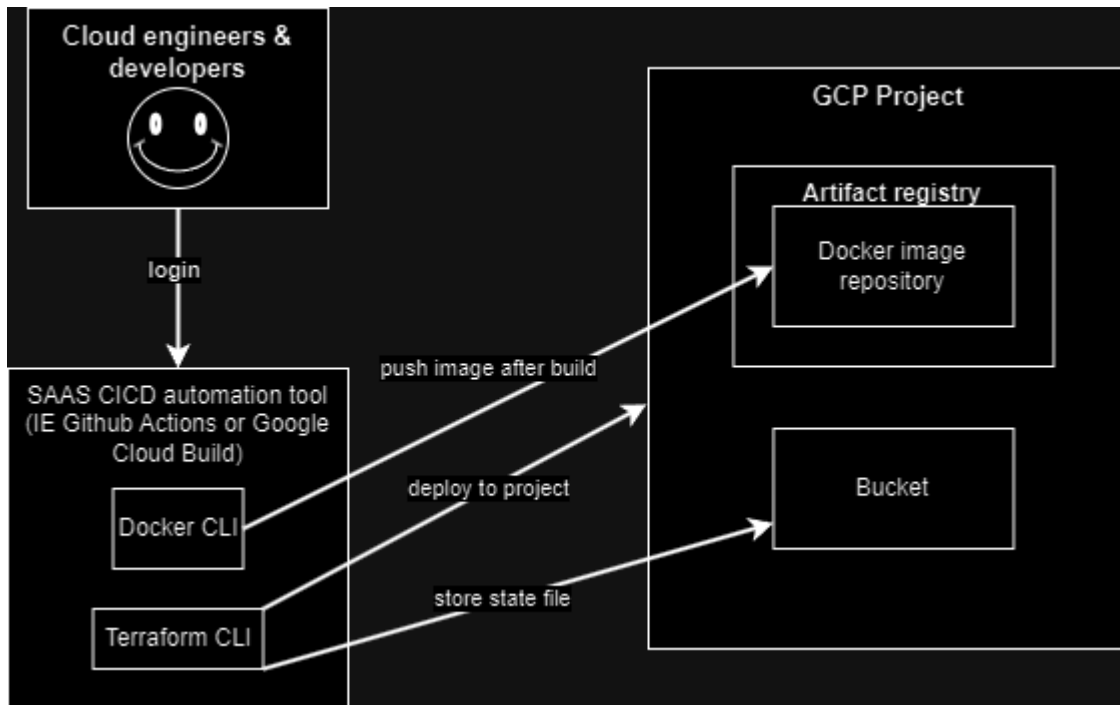 Cloud engineers &
developers
login
SAAS CICD automation tool
(IE Github Actions or Google
Cloud Build)
Docker CLI
Terraform CLI
push image after build
deploy to project
store state file
GCP Project
Artifact registry
Docker image
repository
Bucket